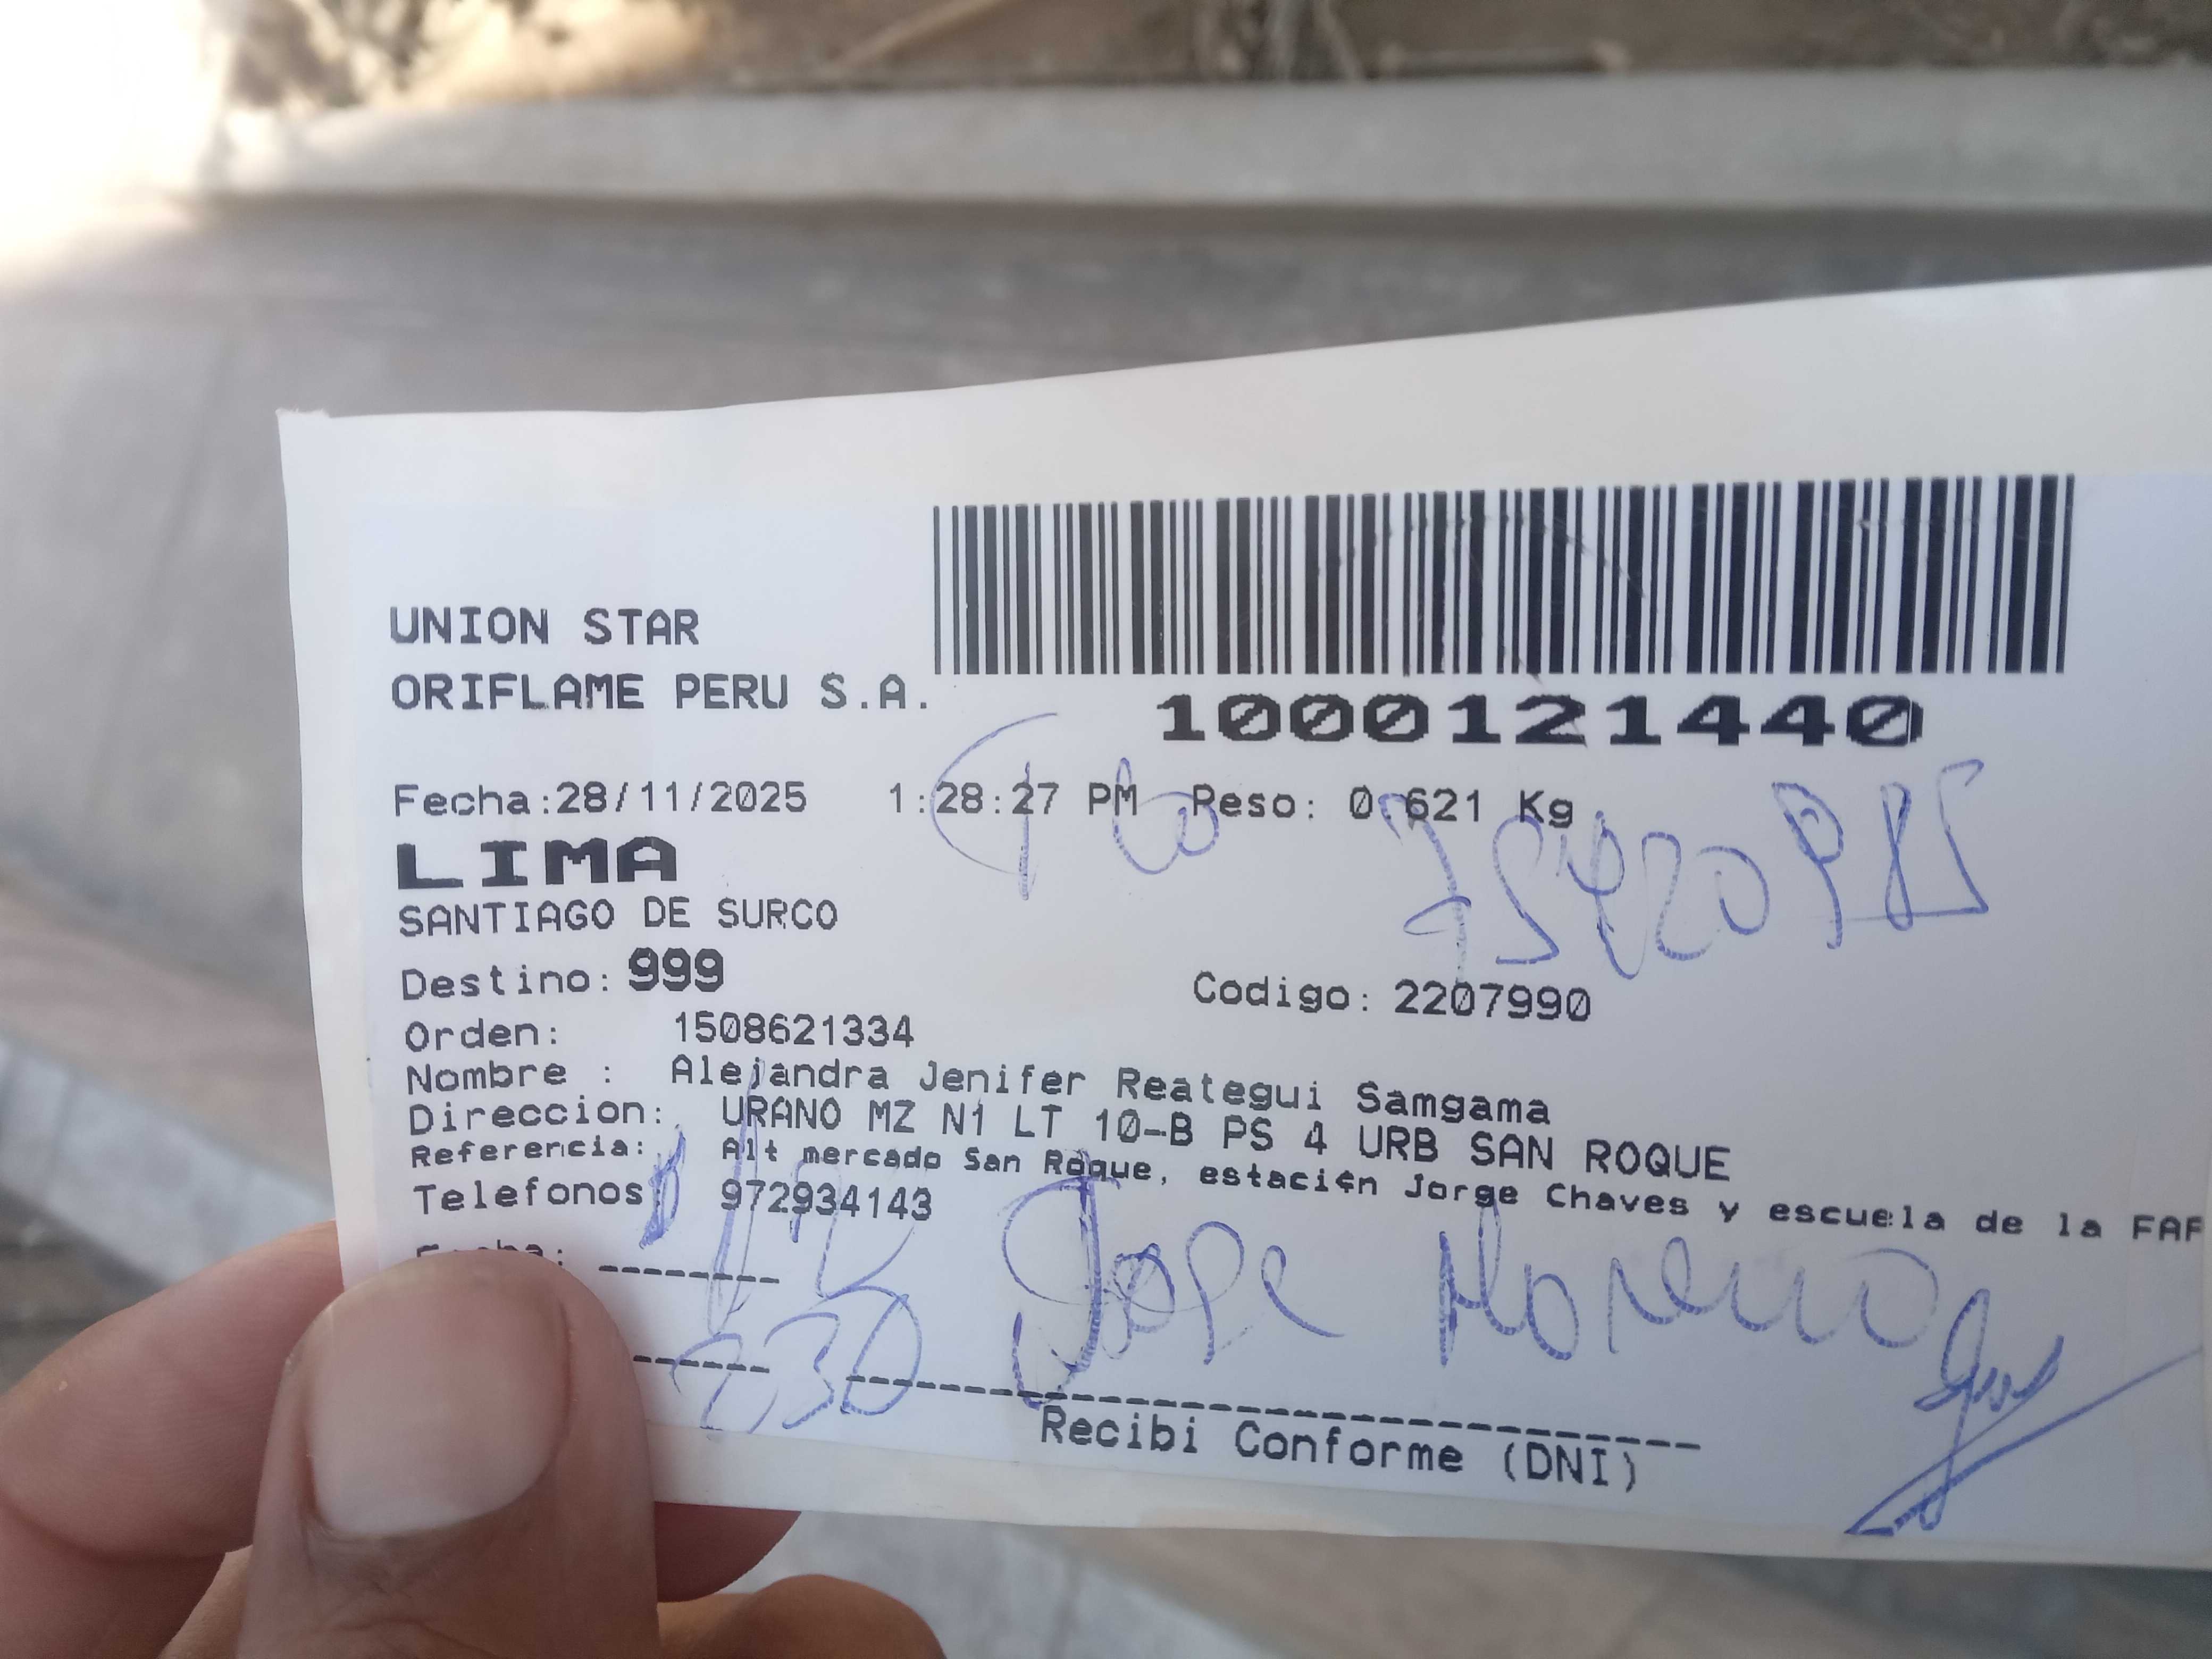 UNION STAR
ORIFLAME PERU S.A.
1000121440
Fecha:28/11/2025 1:28:27 PM Peso: 0.621 Kg
LIMA
SANTIAGO DE SURCO
Destino: 999 Codigo: 2207990
Orden: 1508621334
Nombre : Alejandra Jenifer Reategui Samgama
Direccion: URANO MZ N1 LT 10-B PS 4 URB SAN ROQUE
Referencia: Alt mercado San Roque, estaci¢n Jorge Chaves y escuela de la FAP
Telefonos 972934143
Jose Moreno
230
Recibi Conforme (DNI)